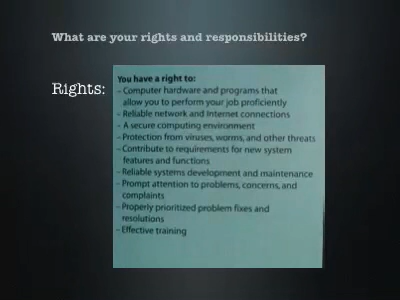 What are your rights and responsibilities?
Rights:
You have a right to:
– Computer hardware and programs that
allow you to perform your job proficiently
– Reliable network and Internet connections
– A secure computing environment
– Protection from viruses, worms, and other threats
– Contribute to requirements for new system
features and functions
– Reliable systems development and maintenance
– Prompt attention to problems, concerns, and
complaints
– Properly prioritized problem fixes and
resolutions
– Effective training